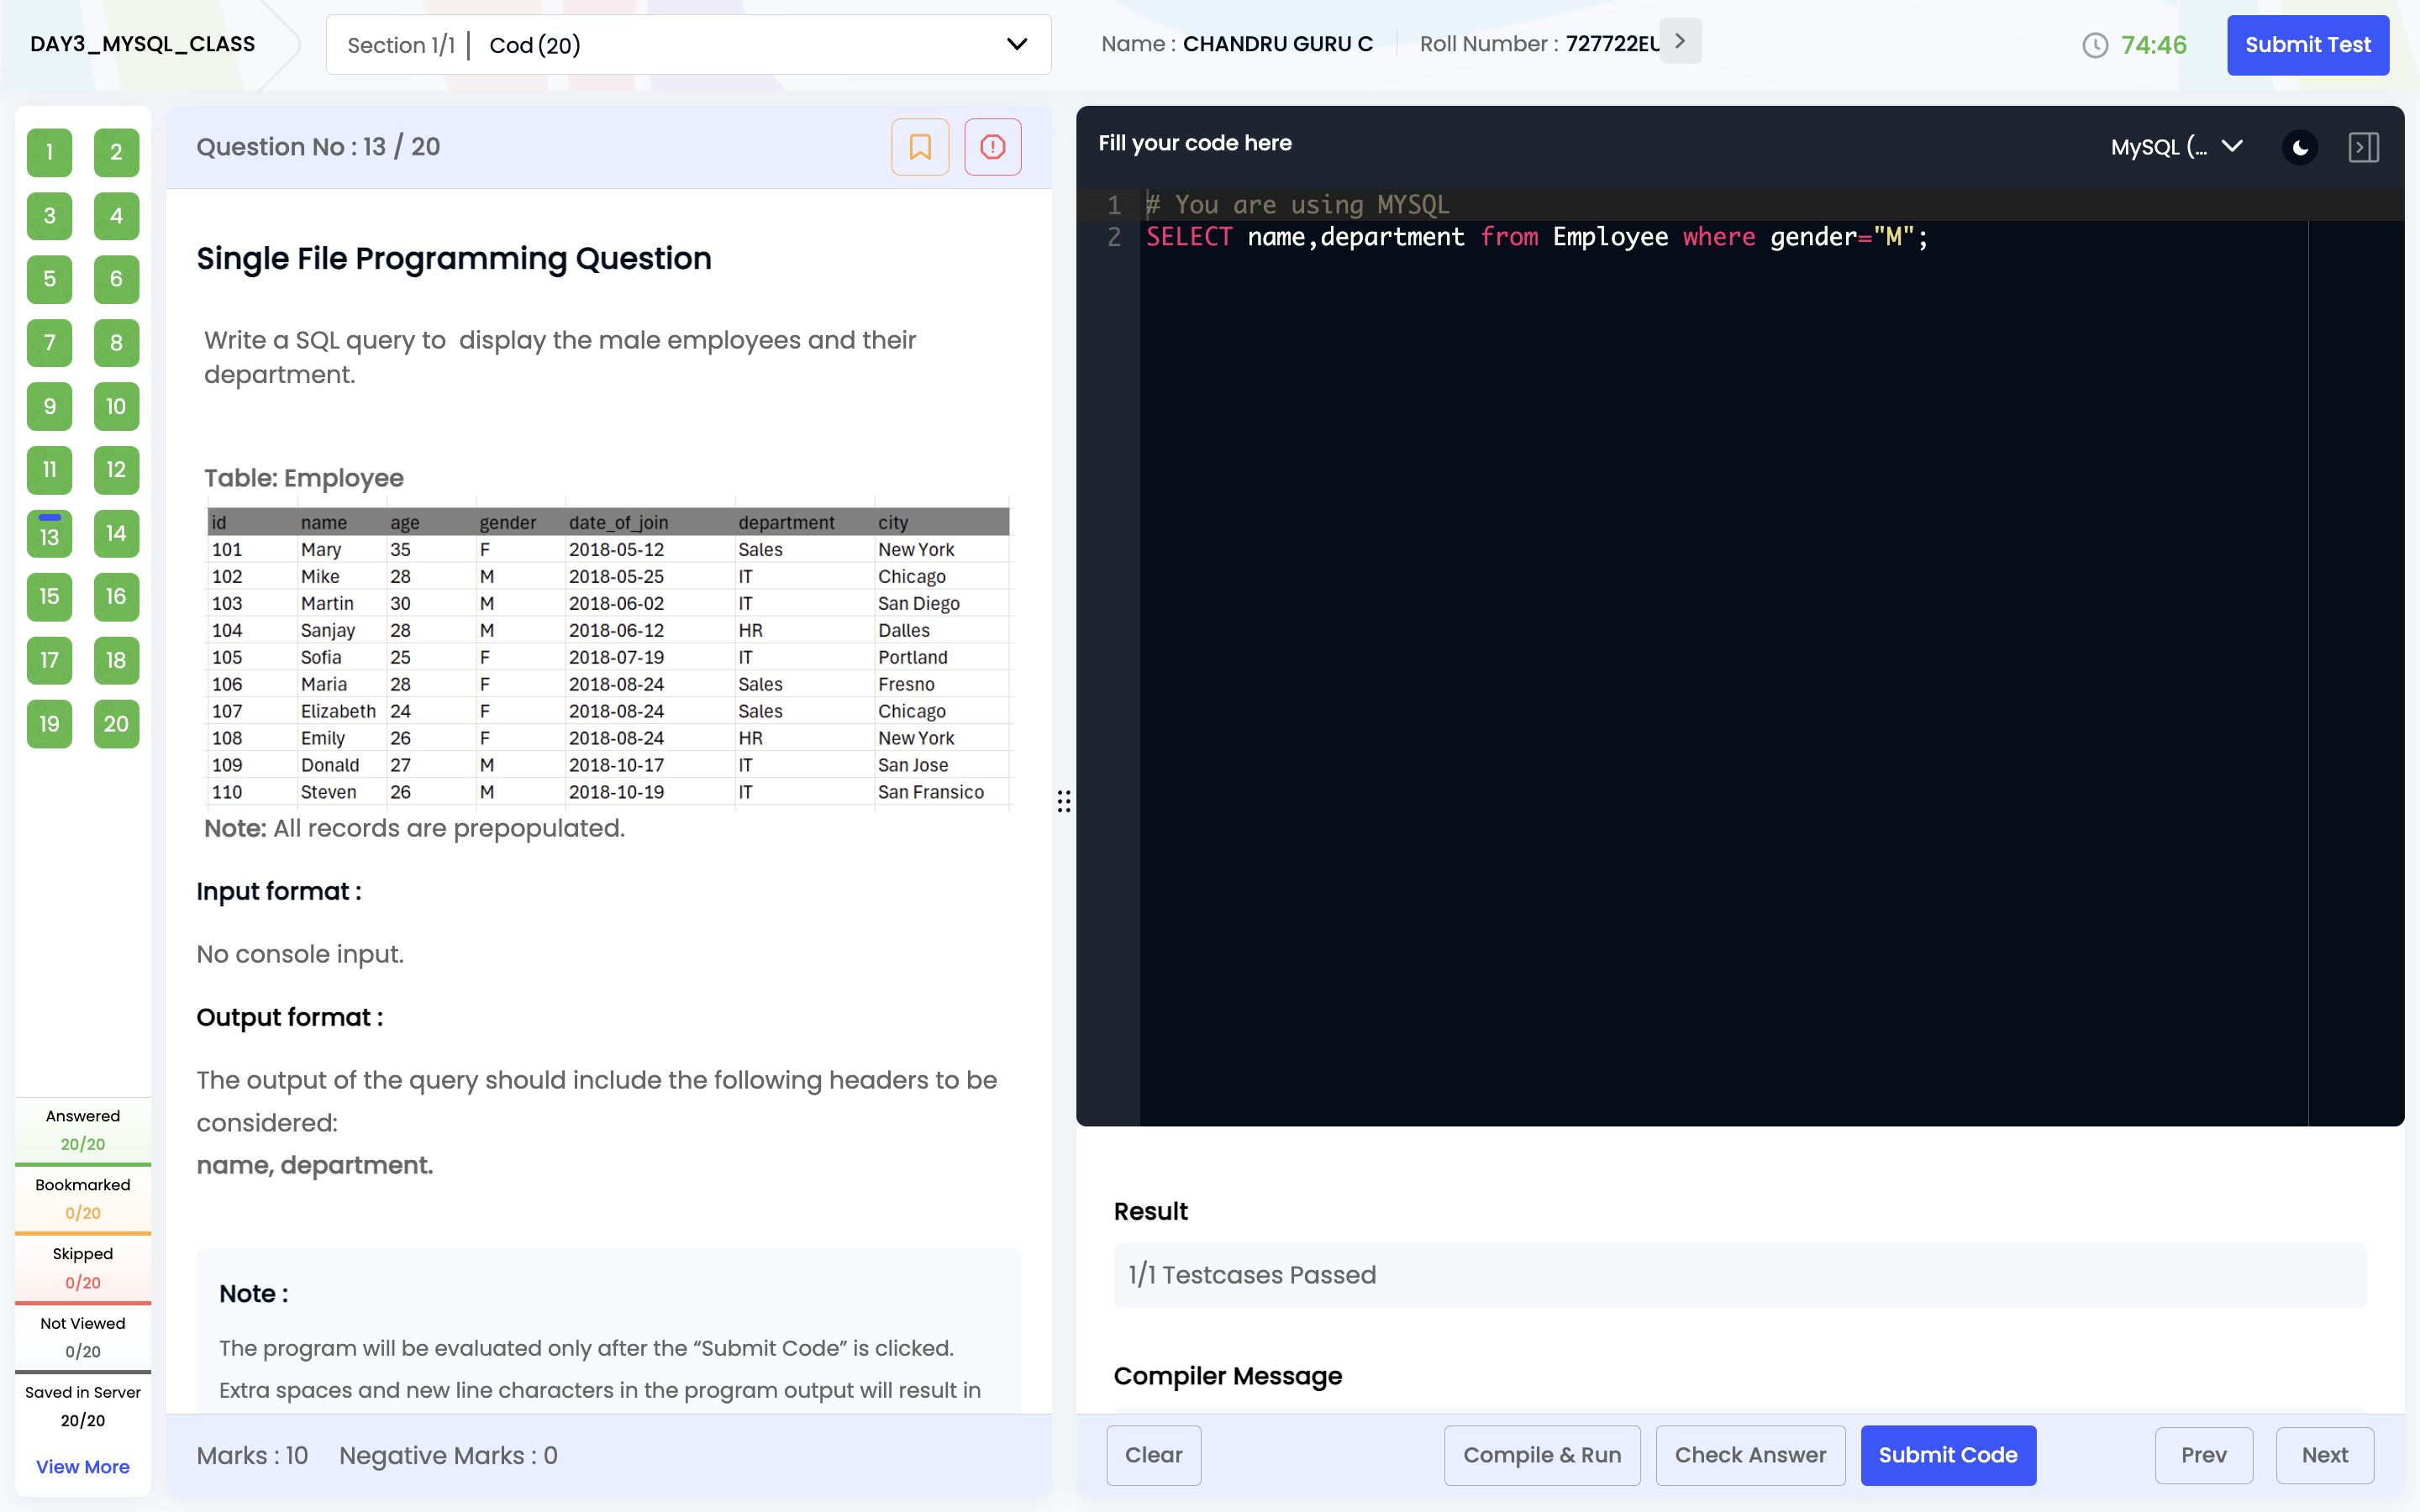 DAY3_MYSQL_CLASS
Section 1/1 | Cod (20)
Name : CHANDRU GURU C
Roll Number : 727722EU
74:46
Submit Test
1 2
3 4
5 6
7 8
9 10
11 12
13 14
15 16
17 18
19 20
Answered
20/20
Bookmarked
0/20
Skipped
0/20
Not Viewed
0/20
Saved in Server
20/20
View More
Question No : 13 / 20
Single File Programming Question
Write a SQL query to  display the male employees and their
department.
Table: Employee
id name age gender date_of_join department city
101 Mary 35 F 2018-05-12 Sales New York
102 Mike 28 M 2018-05-25 IT Chicago
103 Martin 30 M 2018-06-02 IT San Diego
104 Sanjay 28 M 2018-06-12 HR Dalles
105 Sofia 25 F 2018-07-19 IT Portland
106 Maria 28 F 2018-08-24 Sales Fresno
107 Elizabeth 24 F 2018-08-24 Sales Chicago
108 Emily 26 F 2018-08-24 HR New York
109 Donald 27 M 2018-10-17 IT San Jose
110 Steven 26 M 2018-10-19 IT San Fransico
Note: All records are prepopulated.
Input format :
No console input.
Output format :
The output of the query should include the following headers to be
considered:
name, department.
Note :
The program will be evaluated only after the “Submit Code” is clicked.
Extra spaces and new line characters in the program output will result in
Marks : 10 Negative Marks : 0
Fill your code here
MySQL (...
1 # You are using MYSQL
2 SELECT name,department from Employee where gender="M";
Result
1/1 Testcases Passed
Compiler Message
Clear
Compile & Run
Check Answer
Submit Code
Prev
Next